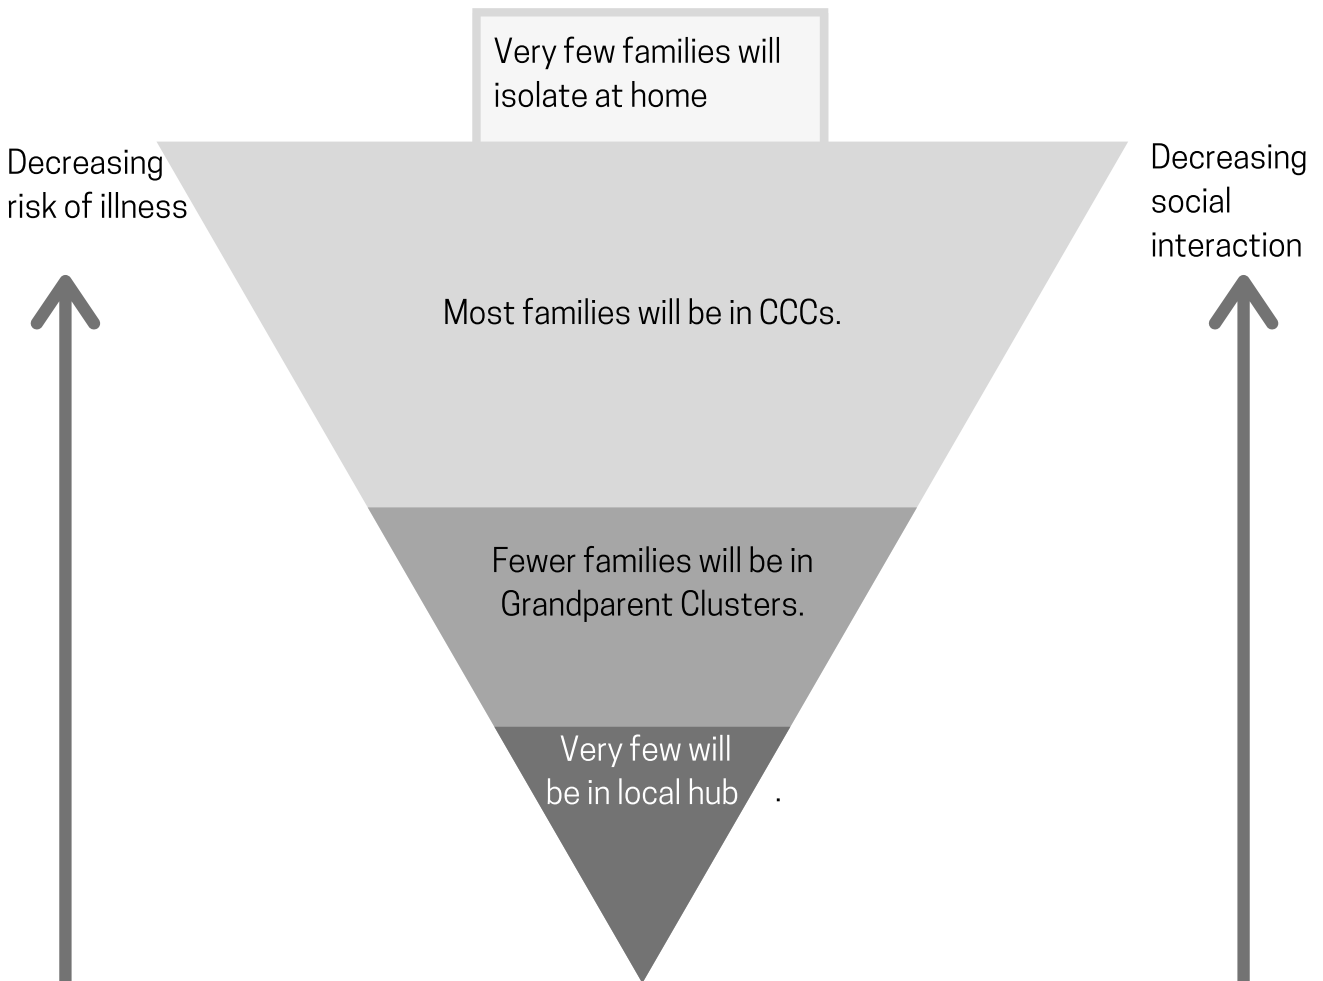 Very few families will
isolate at home
Decreasing
risk of illness
Decreasing
social
interaction
Most families will be in CCCs.
Fewer families will be in
Grandparent Clusters.
Very few will
be in local hub .